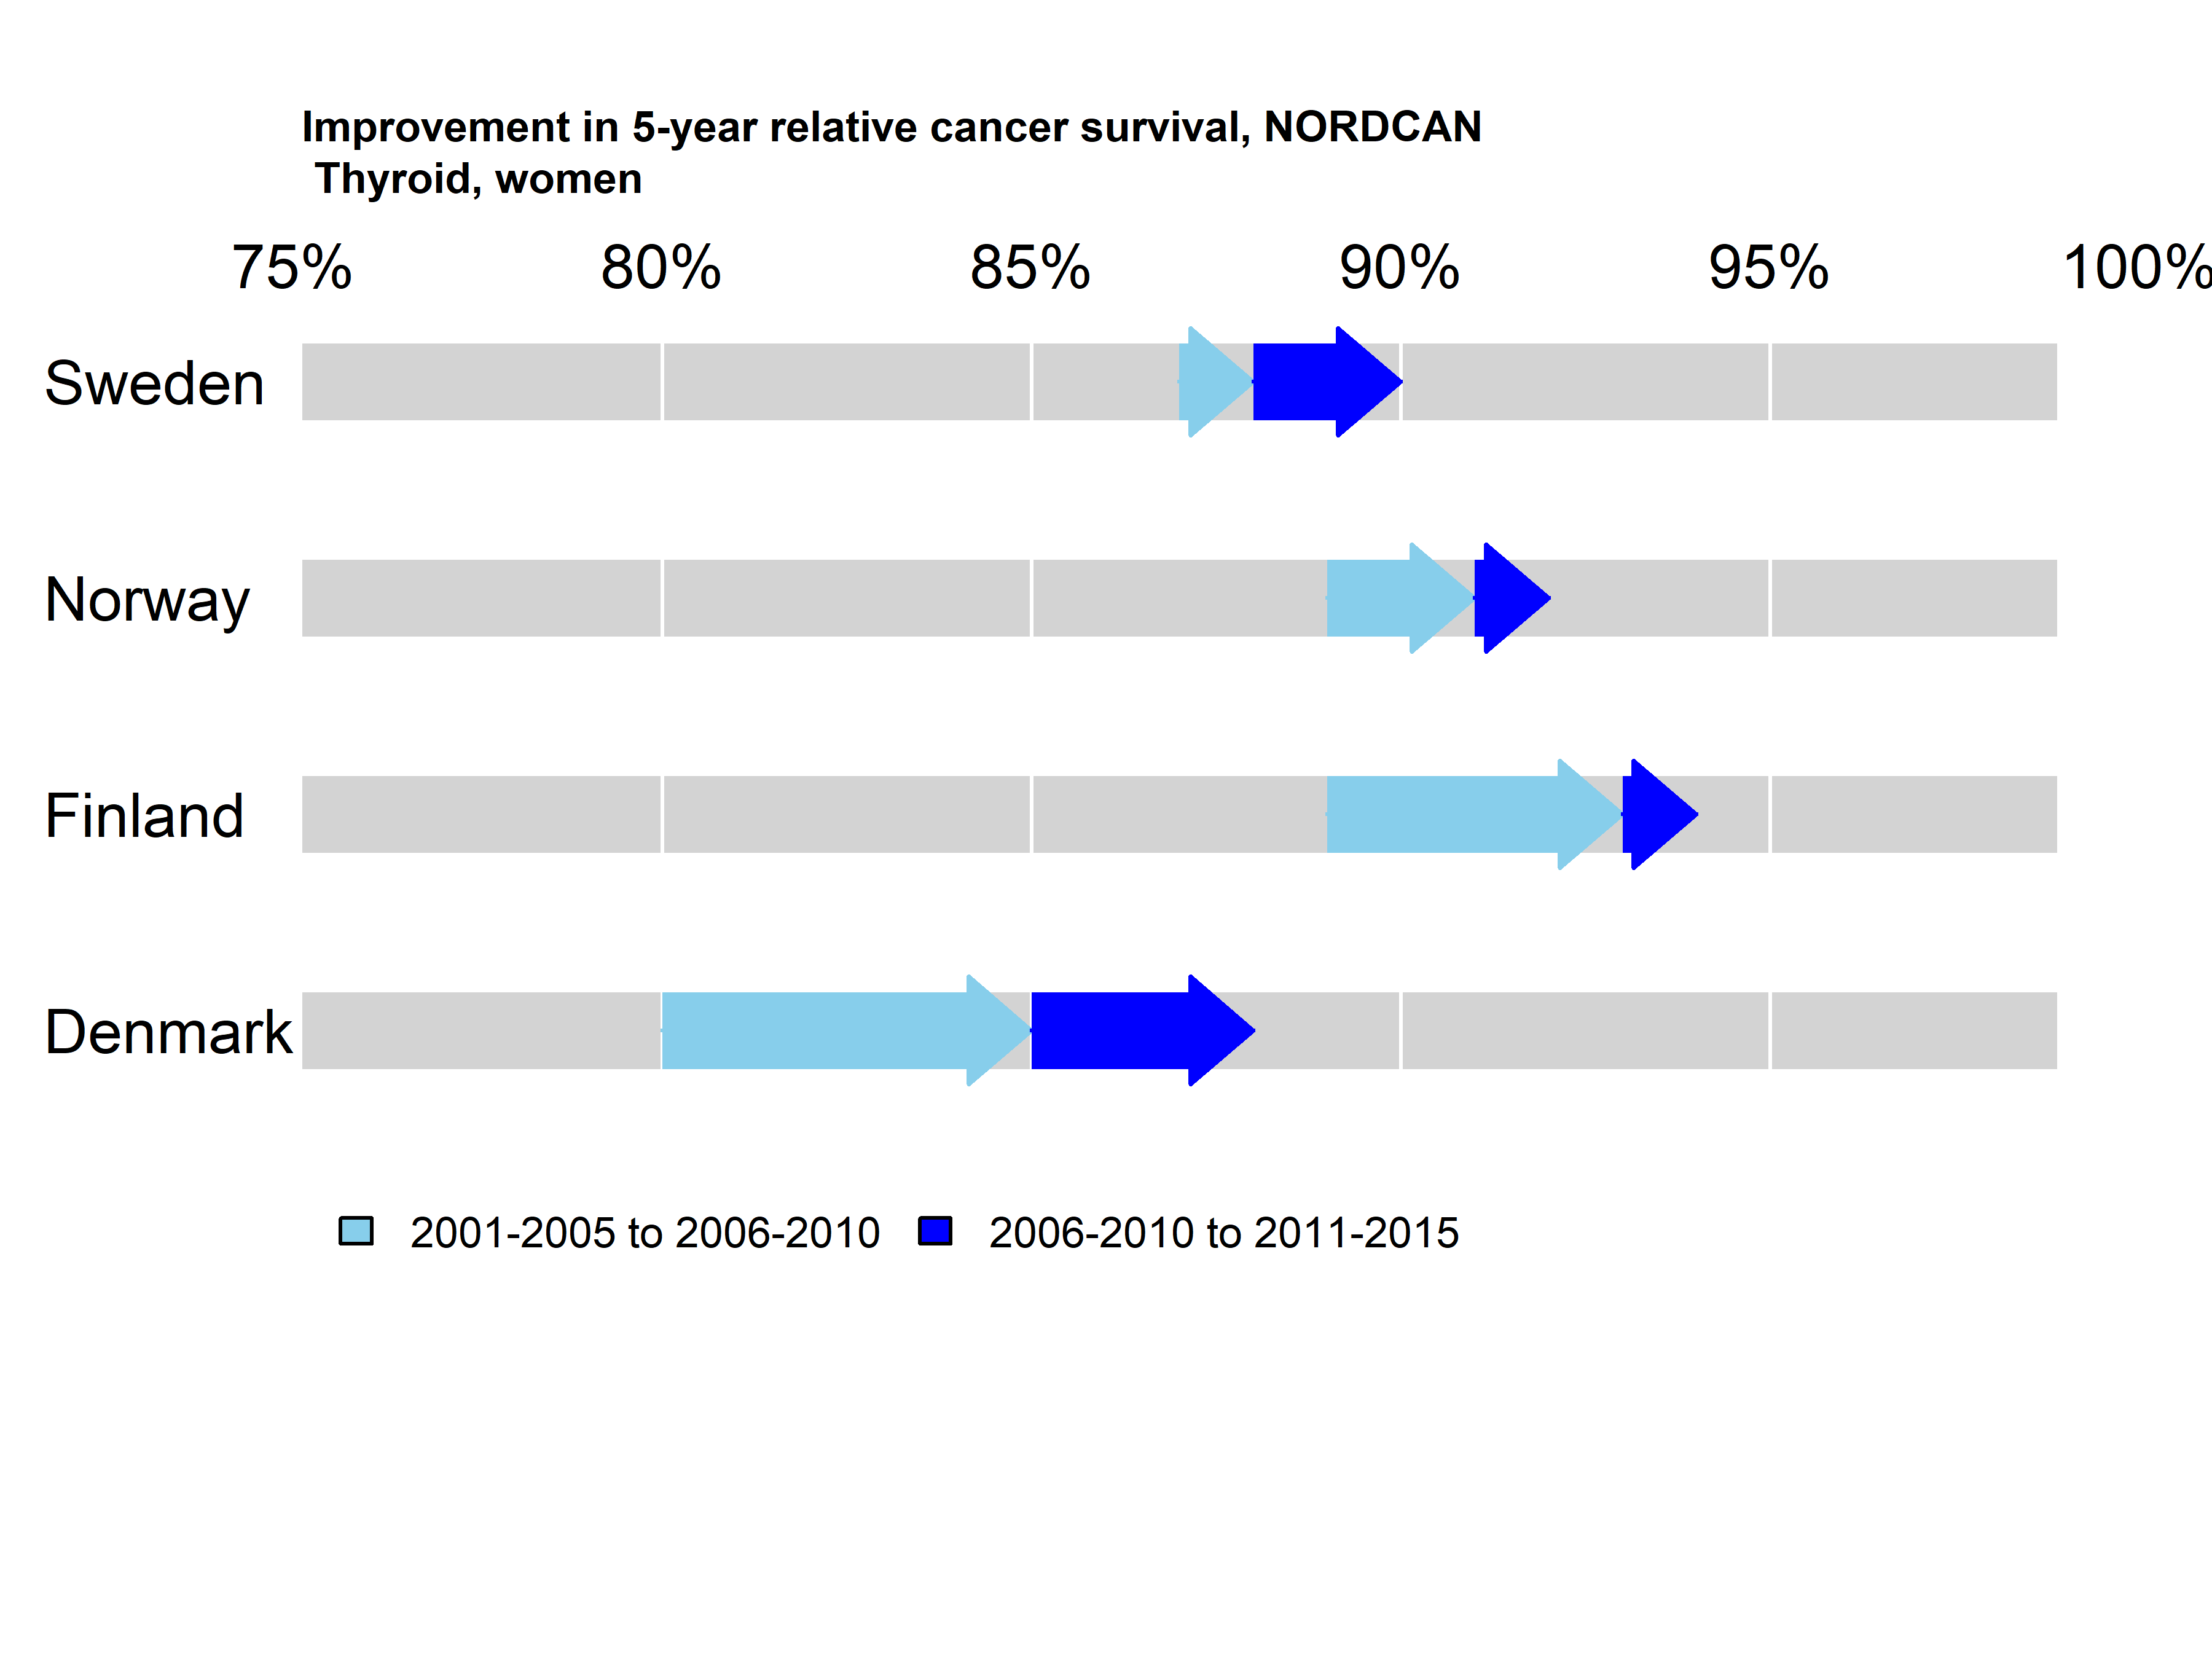 Improvement in 5-year relative cancer survival, NORDCAN
Thyroid, women
75% 80% 85% 90% 95% 100%
Sweden
Norway
Finland
Denmark
2001-2005 to 2006-2010 2006-2010 to 2011-2015